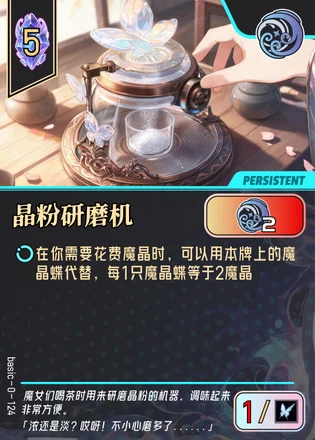 5
PERSISTENT
晶粉研磨机
2
在你需要花费魔晶时，可以用本牌上的魔
晶蝶代替，每1只魔晶蝶等于2魔晶
basic-0-124
魔女们喝茶时用来研磨晶粉的机器，调味起来
非常方便。
「浓还是淡？哎呀！不小心磨多了……」
1/